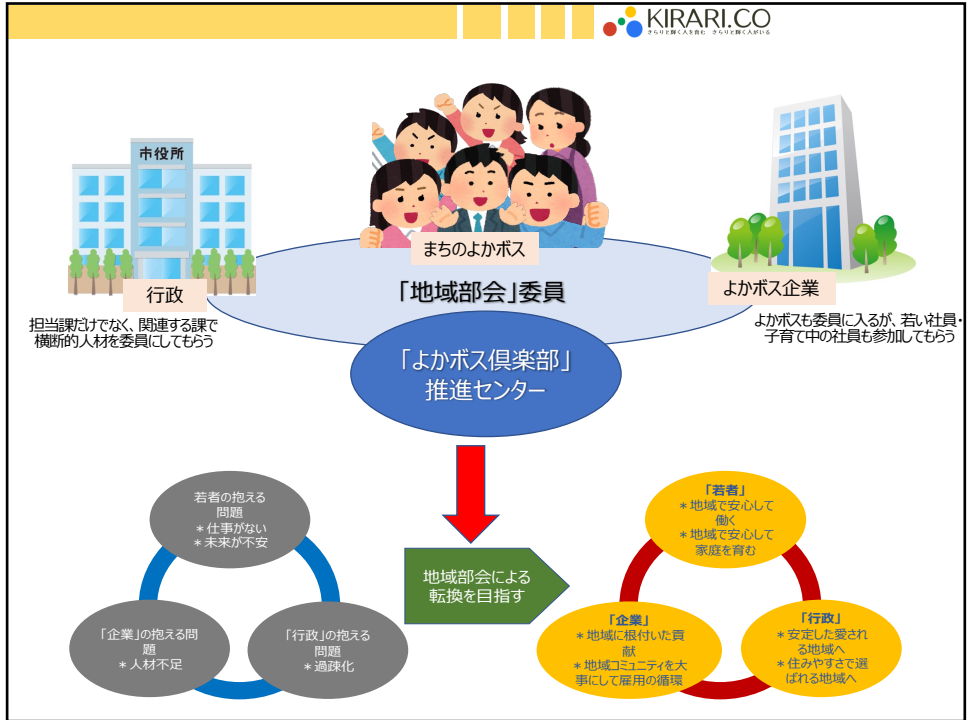 KIRARI.CO
きらりと輝く人を育む きらりと輝く人がいる
市役所
まちのよかボス
行政
「地域部会」委員
よかボス企業
担当課だけでなく、関連する課で
横断的人材を委員にしてもらう
よかボスも委員に入るが、若い社員・
子育て中の社員も参加してもらう
「よかボス倶楽部」
推進センター
若者の抱える
問題
＊仕事がない
＊未来が不安
「企業」の抱える問
題
＊人材不足
「行政」の抱える
問題
＊過疎化
地域部会による
転換を目指す
「若者」
＊地域で安心して
働く
＊地域で安心して
家庭を育む
「企業」
＊地域に根付いた貢
献
＊地域コミュニティを大
事にして雇用の循環
「行政」
＊安定した愛され
る地域へ
＊住みやすさで選
ばれる地域へ